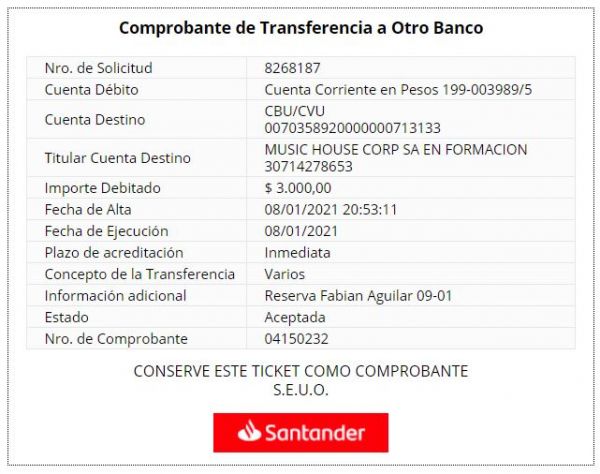 Comprobante de Transferencia a Otro Banco
Nro. de Solicitud 8268187
Cuenta Débito Cuenta Corriente en Pesos 199-003989/5
Cuenta Destino CBU/CVU
0070358920000000713133
Titular Cuenta Destino MUSIC HOUSE CORP SA EN FORMACION
30714278653
Importe Debitado $ 3.000,00
Fecha de Alta 08/01/2021 20:53:11
Fecha de Ejecución 08/01/2021
Plazo de acreditación Inmediata
Concepto de la Transferencia Varios
Información adicional Reserva Fabian Aguilar 09-01
Estado Aceptada
Nro. de Comprobante 04150232
CONSERVE ESTE TICKET COMO COMPROBANTE
S.E.U.O.
Santander